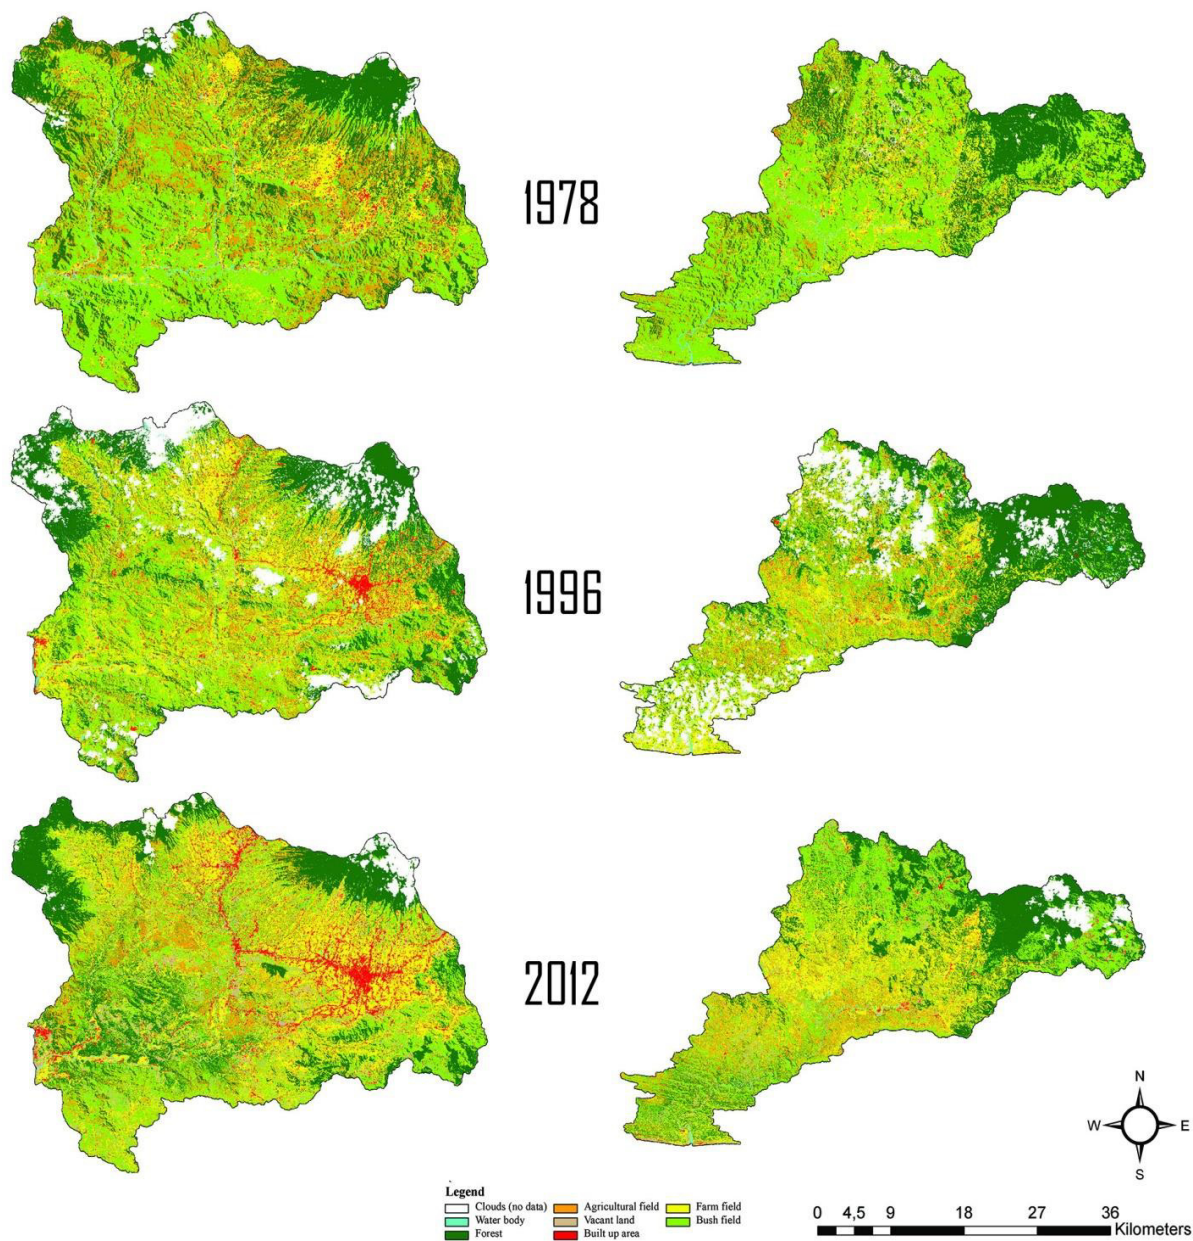 1978
1996
2012
N
W
E
S
Legend
Clouds (no data) Agricultural field Farm field
Water body Vacant land Bush field
Forest Built up area
0 4,5 9 18 27 36
Kilometers